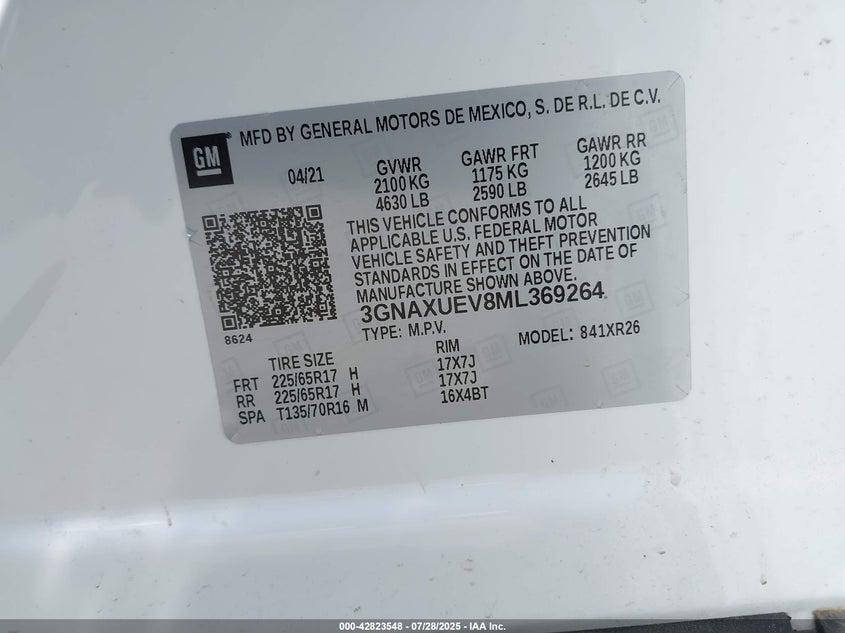 GM
MFD BY GENERAL MOTORS DE MEXICO, S. DE R.L. DE C.V.
04/21
GVWR
2100 KG
4630 LB
GAWR FRT
1175 KG
2590 LB
GAWR RR
1200 KG
2645 LB
THIS VEHICLE CONFORMS TO ALL
APPLICABLE U.S. FEDERAL MOTOR
VEHICLE SAFETY AND THEFT PREVENTION
STANDARDS IN EFFECT ON THE DATE OF
MANUFACTURE SHOWN ABOVE.
3GNAXUEV8ML369264
8624
TYPE: M.P.V. MODEL: 841XR26
TIRE SIZE RIM
FRT 225/65R17 H 17X7J
RR 225/65R17 H 17X7J
SPA T135/70R16 M 16X4BT
000-42823548 - 07/28/2025 - IAA Inc.